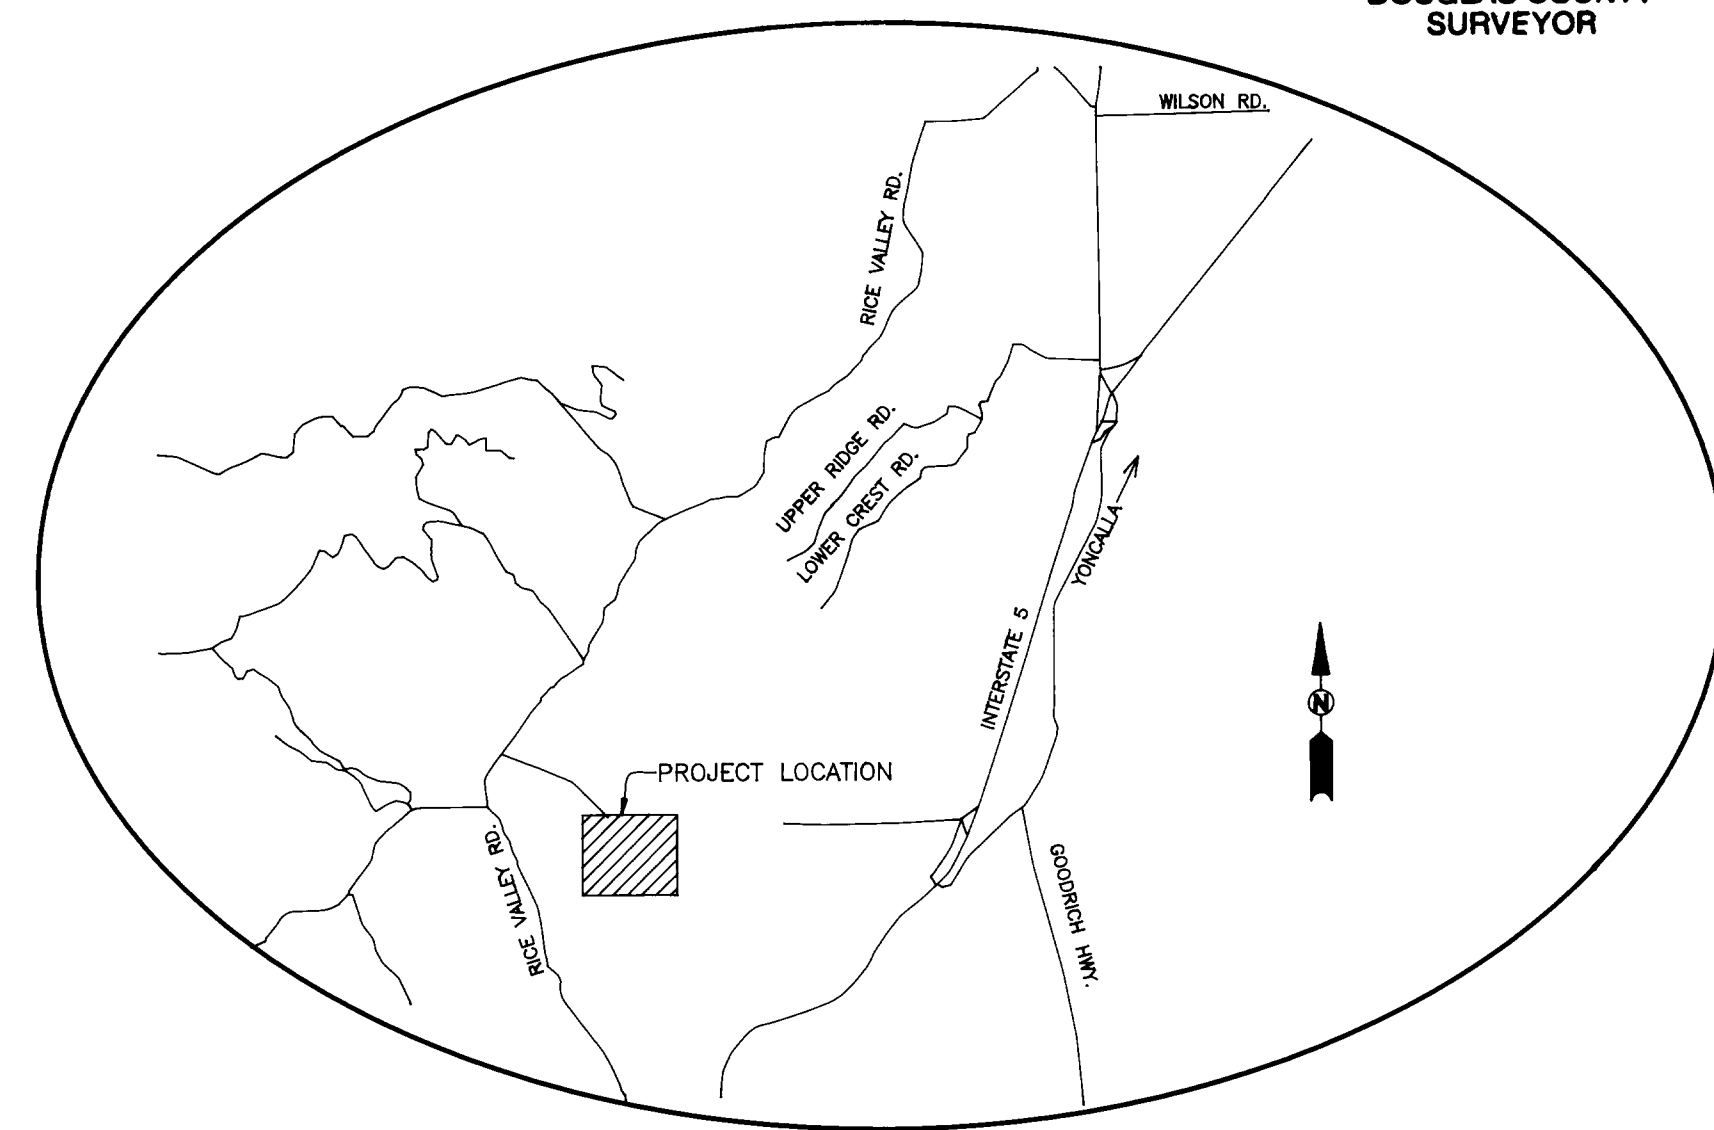 SURVEYOR
WILSON RD.
RICE VALLEY RD.
UPPER RIDGE RD.
LOWER CREST RD.
YONCALLA
INTERSTATE 5
N
PROJECT LOCATION
RICE VALLEY RD.
GOODRICH HWY.